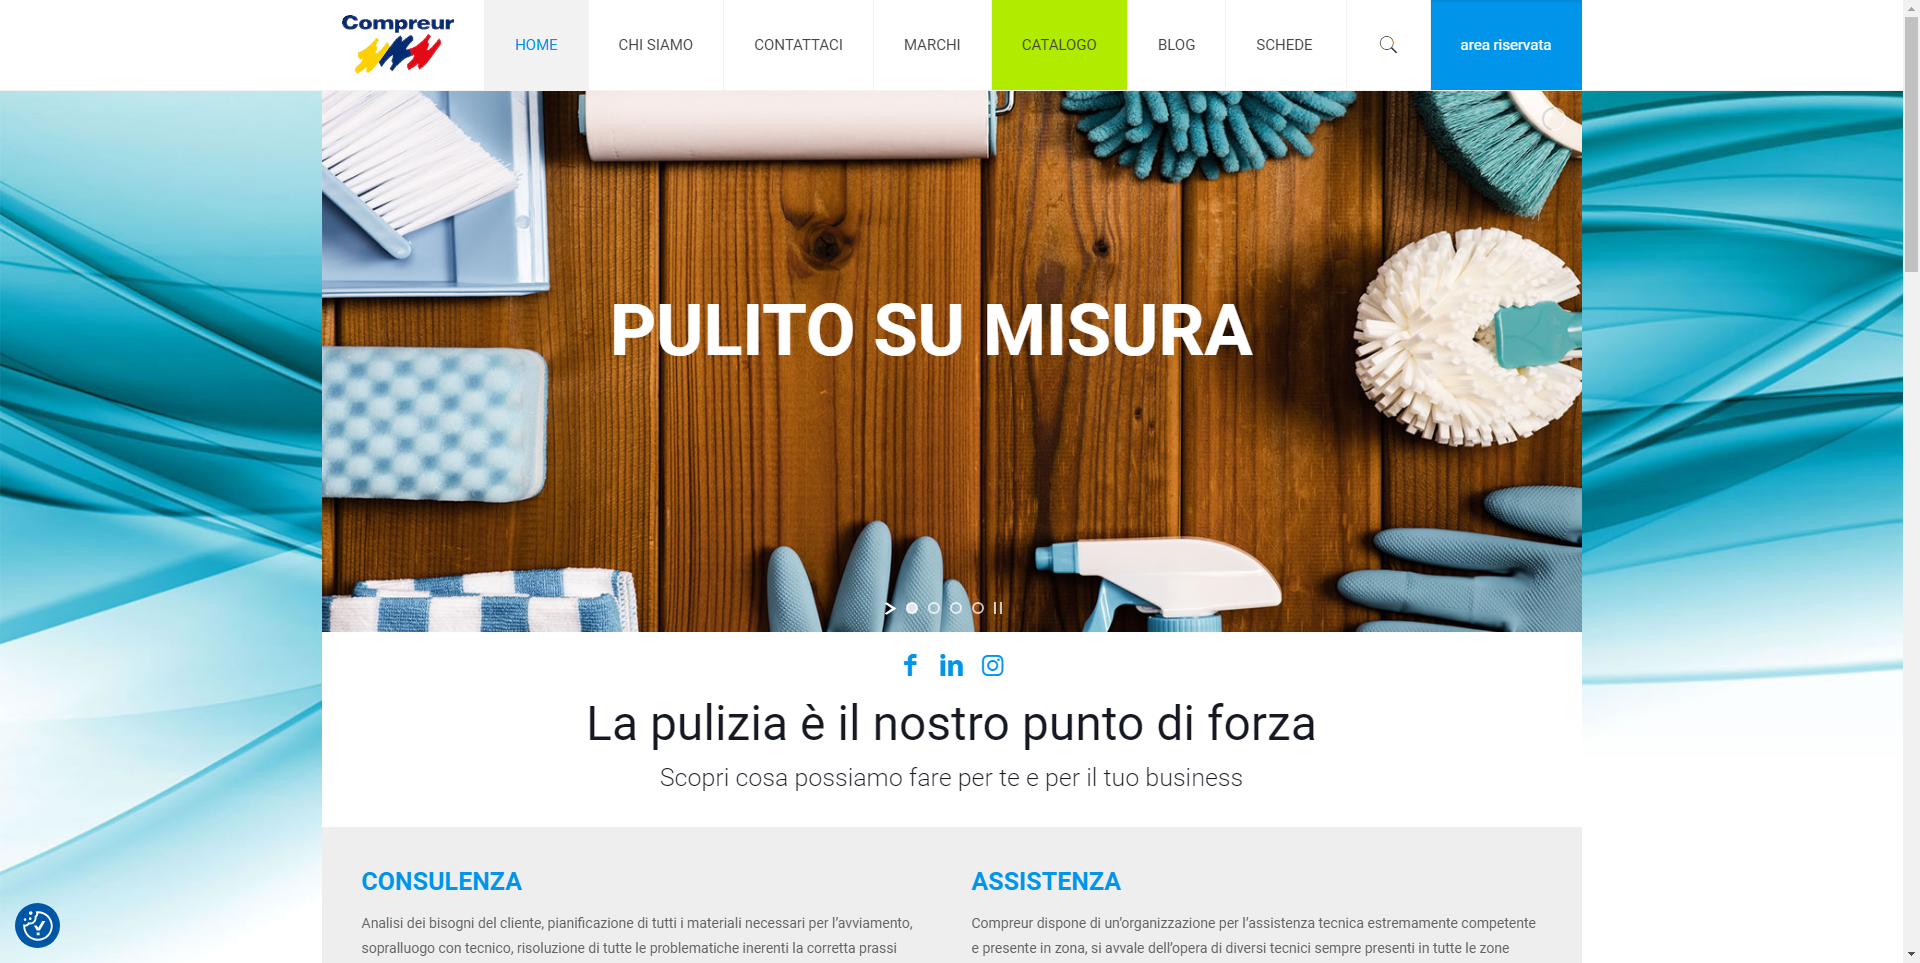 Compreur
HOME
CHI SIAMO
CONTATTACI
MARCHI
CATALOGO
BLOG
SCHEDE
area riservata
PULITO SU MISURA
La pulizia è il nostro punto di forza
Scopri cosa possiamo fare per te e per il tuo business
CONSULENZA
Analisi dei bisogni del cliente, pianificazione di tutti i materiali necessari per l’avviamento,
sopralluogo con tecnico, risoluzione di tutte le problematiche inerenti la corretta prassi
ASSISTENZA
Compreur dispone di un’organizzazione per l’assistenza tecnica estremamente competente
e presente in zona, si avvale dell’opera di diversi tecnici sempre presenti in tutte le zone